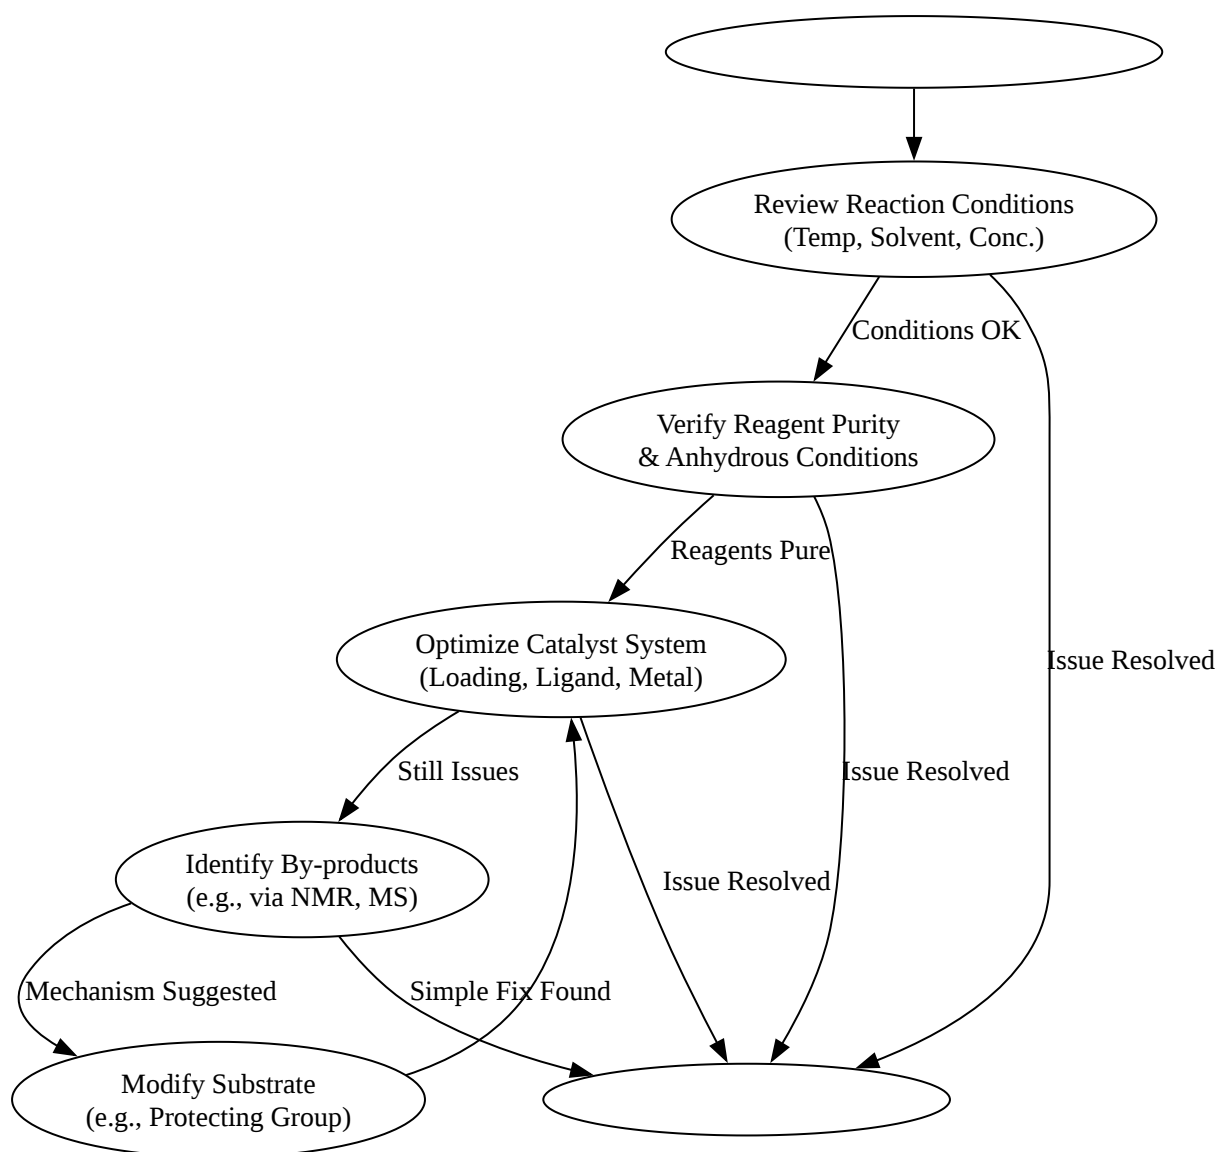 Review Reaction Conditions
(Temp, Solvent, Conc.)
Conditions OK
Verify Reagent Purity
& Anhydrous Conditions
Reagents Pure
Optimize Catalyst System
(Loading, Ligand, Metal)
Issue Resolved
Still Issues
Issue Resolved
Identify By-products
(e.g., via NMR, MS)
Issue Resolved
Mechanism Suggested
Simple Fix Found
Modify Substrate
(e.g., Protecting Group)